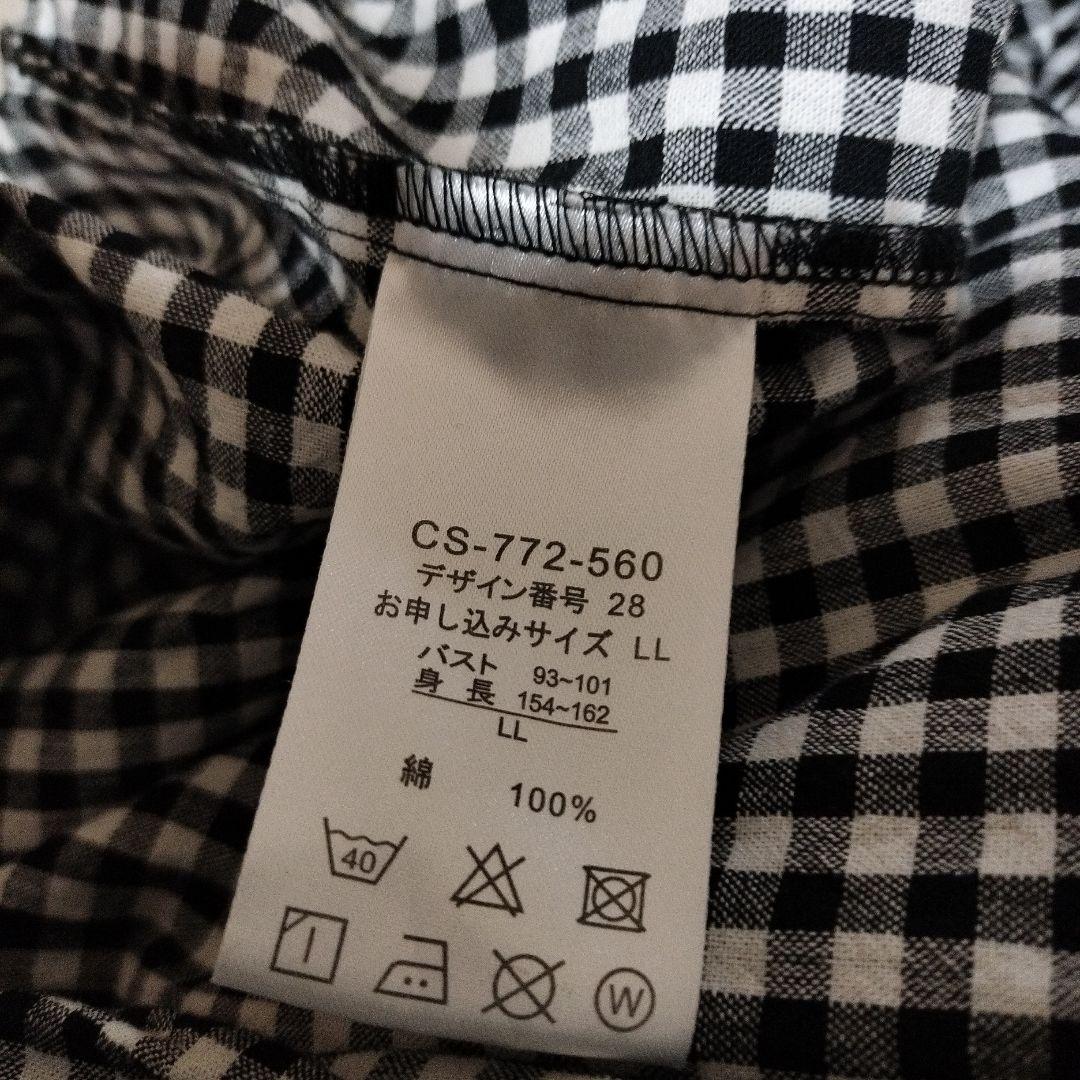 CS-772-560
デザイン番号 28
お申し込みサイズ LL
バスト 93~101
身長 154~162
LL
綿 100%
40
W